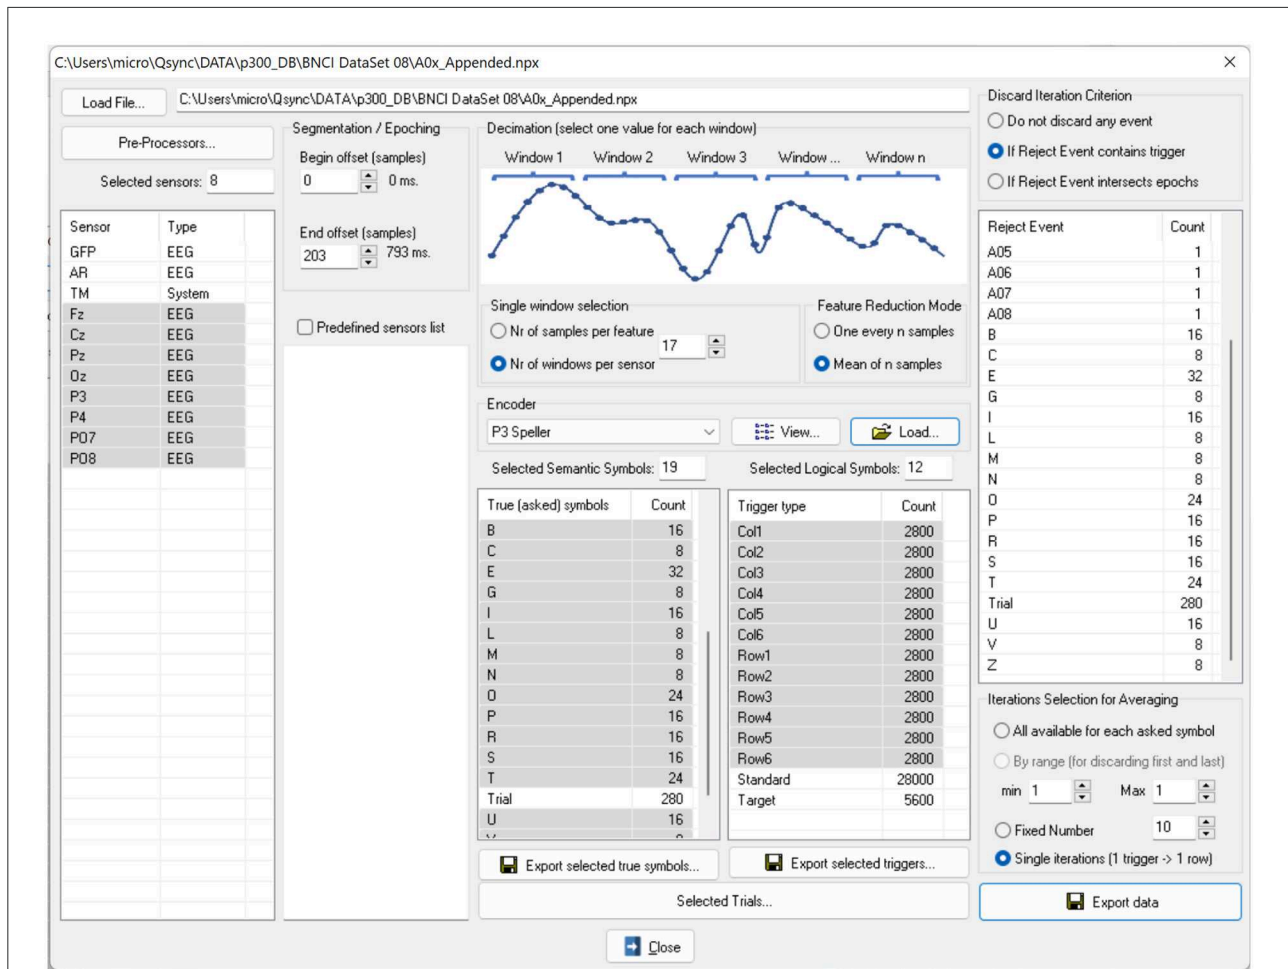 C:\Users\micro\Qsync\DATA\p300_DB\BNCI DataSet 08\A0x_Appended.npx
Load File...
C:\Users\micro\Qsync\DATA\p300_DB\BNCI DataSet 08\A0x_Appended.npx
Pre-Processors...
Selected sensors: 8
Sensor Type
GFP EEG
AR EEG
TM System
Fz EEG
Cz EEG
Pz EEG
Oz EEG
P3 EEG
P4 EEG
PO7 EEG
PO8 EEG
Segmentation / Epoching
Begin offset (samples)
0 0 ms.
End offset (samples)
203 793 ms.
Predefined sensors list
Decimation (select one value for each window)
Window 1 Window 2 Window 3 Window ... Window n
Single window selection
Nr of samples per feature
17
Nr of windows per sensor
Feature Reduction Mode
One every n samples
Mean of n samples
Encoder
P3 Speller View... Load...
Selected Semantic Symbols: 19
Selected Logical Symbols: 12
True (asked) symbols Count
B 16
C 8
E 32
G 8
I 16
L 8
M 8
N 8
O 24
P 16
R 16
S 16
T 24
Trial 280
U 16
Trigger type Count
Col1 2800
Col2 2800
Col3 2800
Col4 2800
Col5 2800
Col6 2800
Row1 2800
Row2 2800
Row3 2800
Row4 2800
Row5 2800
Row6 2800
Standard 28000
Target 5600
Export selected true symbols...
Export selected triggers...
Selected Trials...
Discard Iteration Criterion
Do not discard any event
If Reject Event contains trigger
If Reject Event intersects epochs
Reject Event Count
A05 1
A06 1
A07 1
A08 1
B 16
C 8
E 32
G 8
I 16
L 8
M 8
N 8
O 24
P 16
R 16
S 16
T 24
Trial 280
U 16
V 8
Z 8
Iterations Selection for Averaging
All available for each asked symbol
By range (for discarding first and last)
min 1 Max 1
Fixed Number 10
Single iterations (1 trigger -> 1 row)
Export data
Close